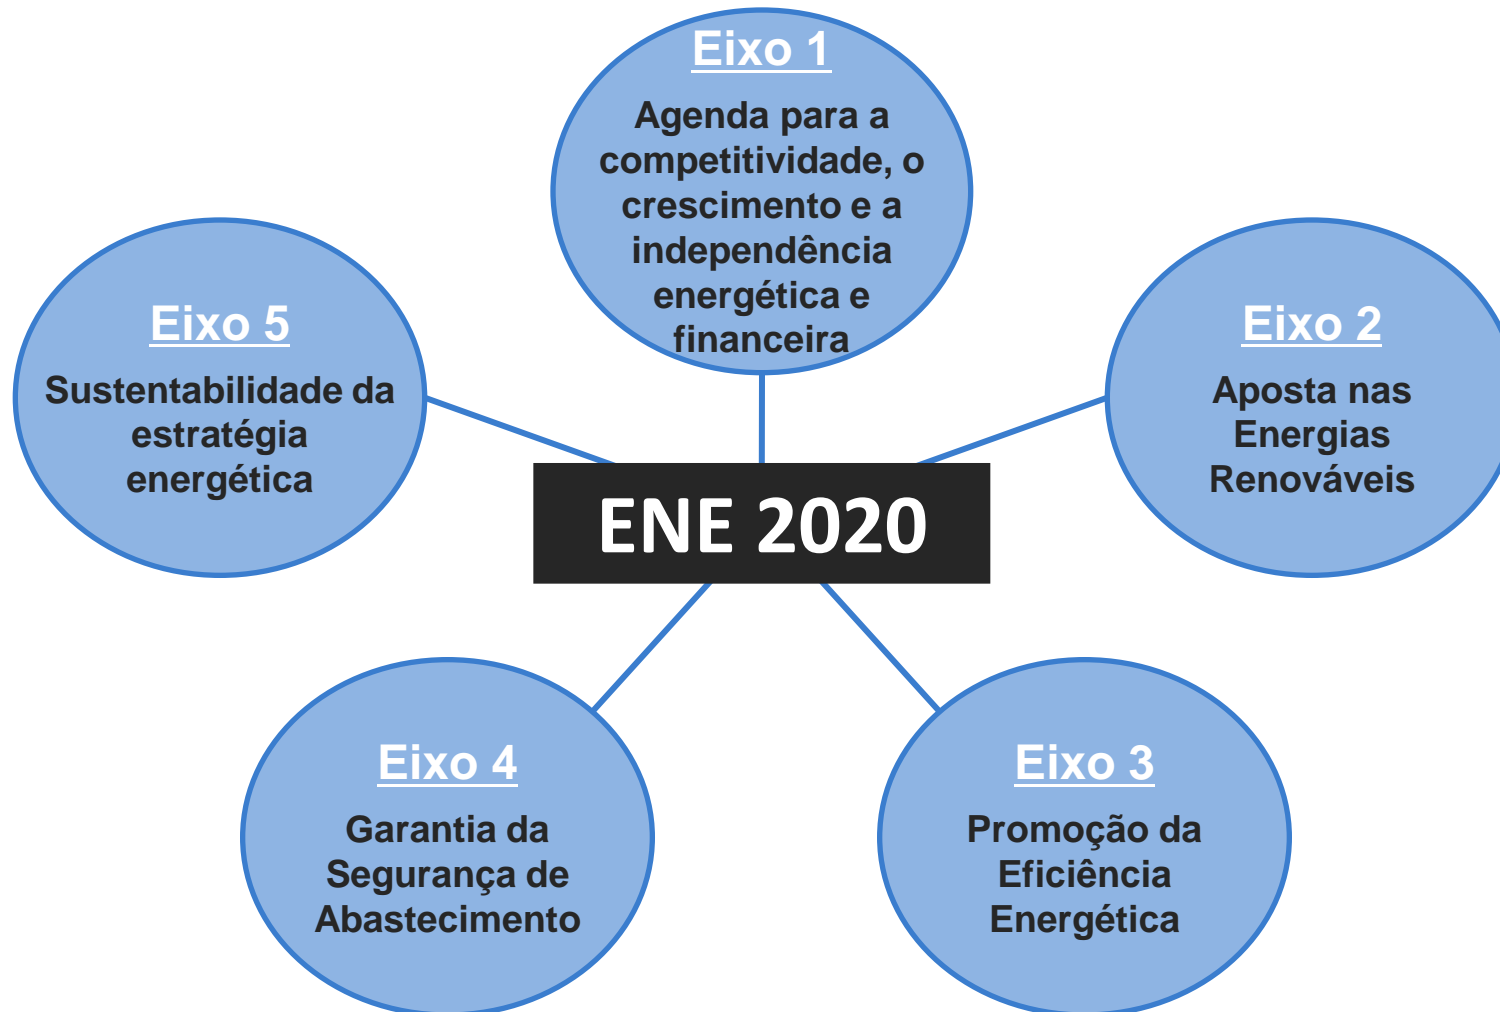 Eixo 1
Agenda para a
competitividade, o
crescimento e a
independência
energética e
financeira
Eixo 5
Sustentabilidade da
estratégia
energética
Eixo 2
Aposta nas
Energias
Renováveis
ENE 2020
Eixo 4
Garantia da
Segurança de
Abastecimento
Eixo 3
Promoção da
Eficiência
Energética